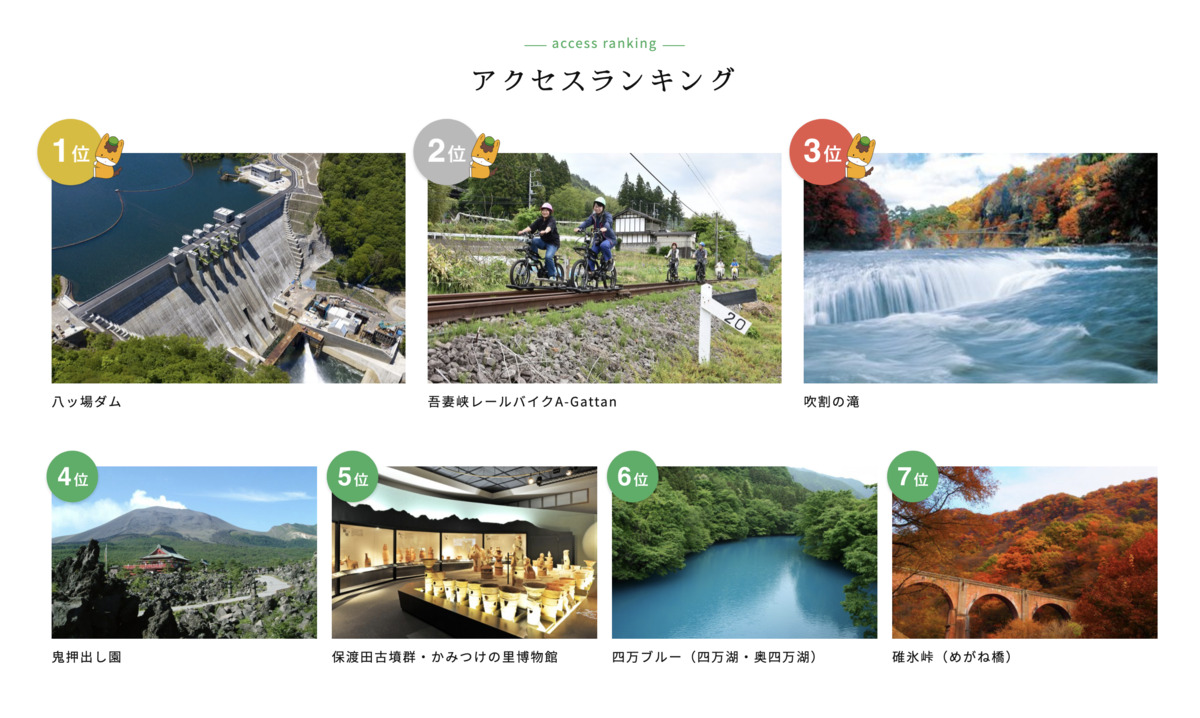 access ranking
アクセスランキング
1位
2位
3位
20
八ッ場ダム
吾妻峡レールバイクA-Gattan
吹割の滝
4位
5位
6位
7位
鬼押出し園
保渡田古墳群・かみつけの里博物館
四万ブルー（四万湖・奥四万湖）
碓氷峠（めがね橋）